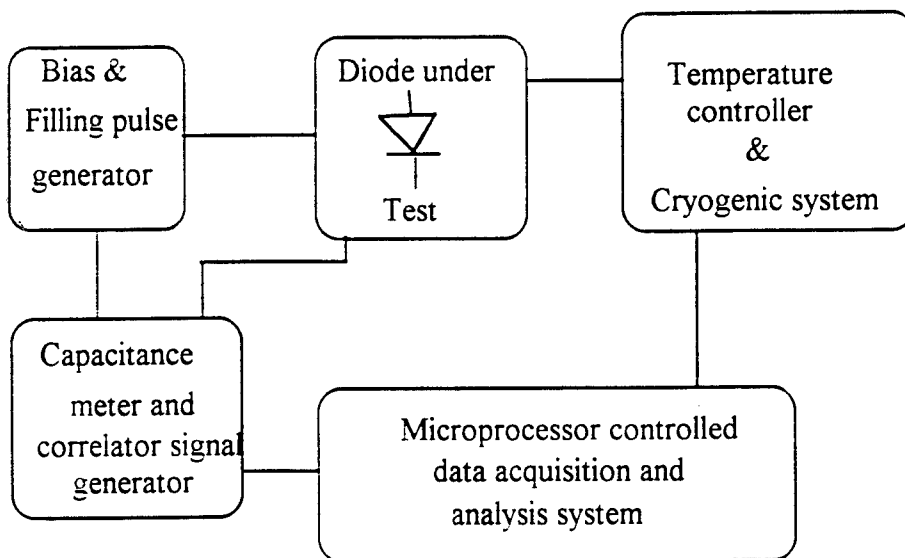 Bias &
Filling pulse
generator
Diode under
Test
Temperature
controller
&
Cryogenic system
Capacitance
meter and
correlator signal
generator
Microprocessor controlled
data acquisition and
analysis system